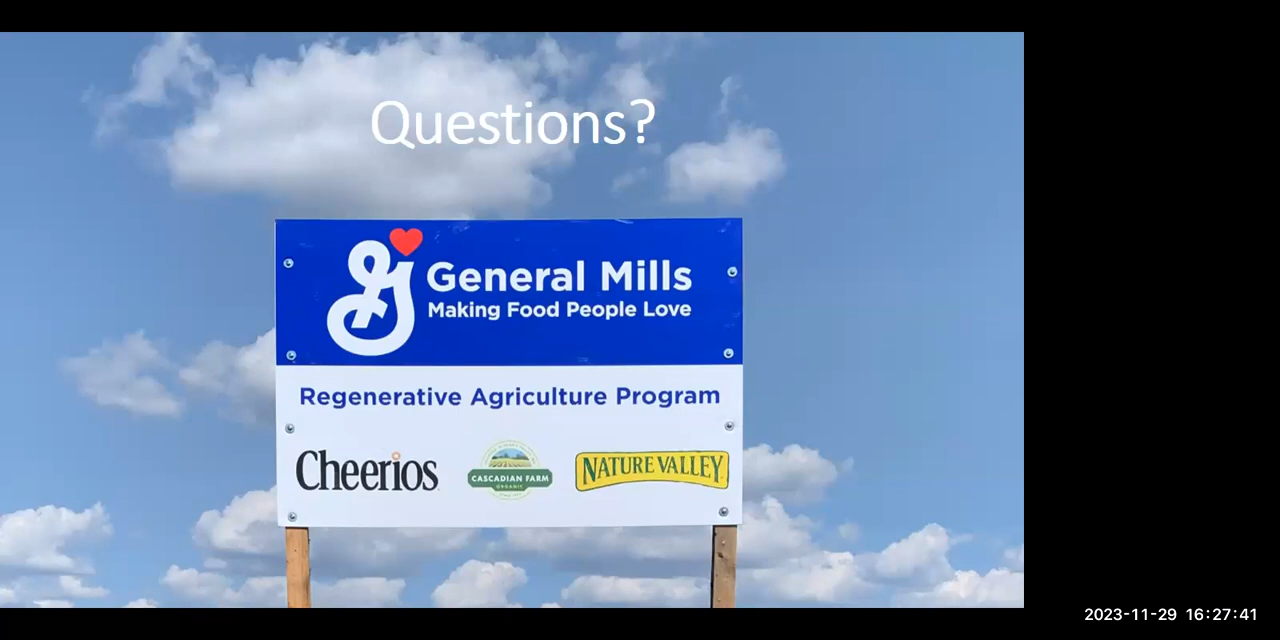 Questions?
General Mills
Making Food People Love
Regenerative Agriculture Program
Cheerios
CASCADIAN FARM
ORGANIC
NATURE VALLEY
2023-11-29 16:27:41